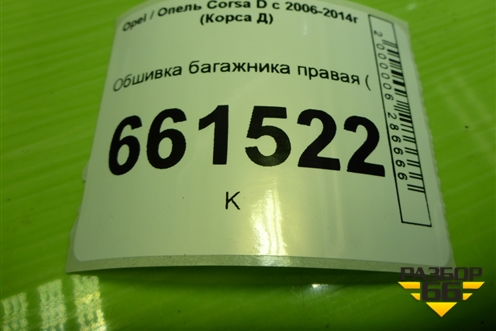 Opel / Опель Corsa D с 2006-2014г
(Корса Д)
Обшивка багажника правая (
661522
К
2000006286666
РАЗБОР
66